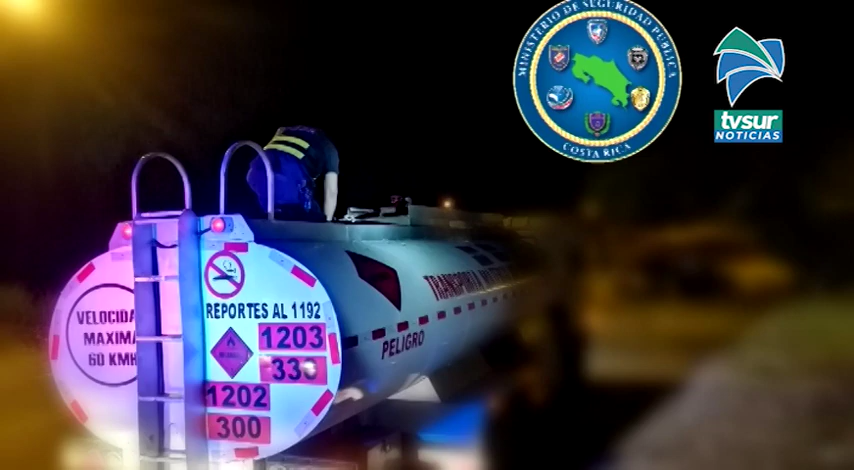 MINISTERIO DE SEGURIDAD PUBLICA
COSTA RICA
tvsur
NOTICIAS
REPORTES AL 1192
VELOCIDA
MAXIMA
60 KMH
1203
33
1202
300
PELIGRO